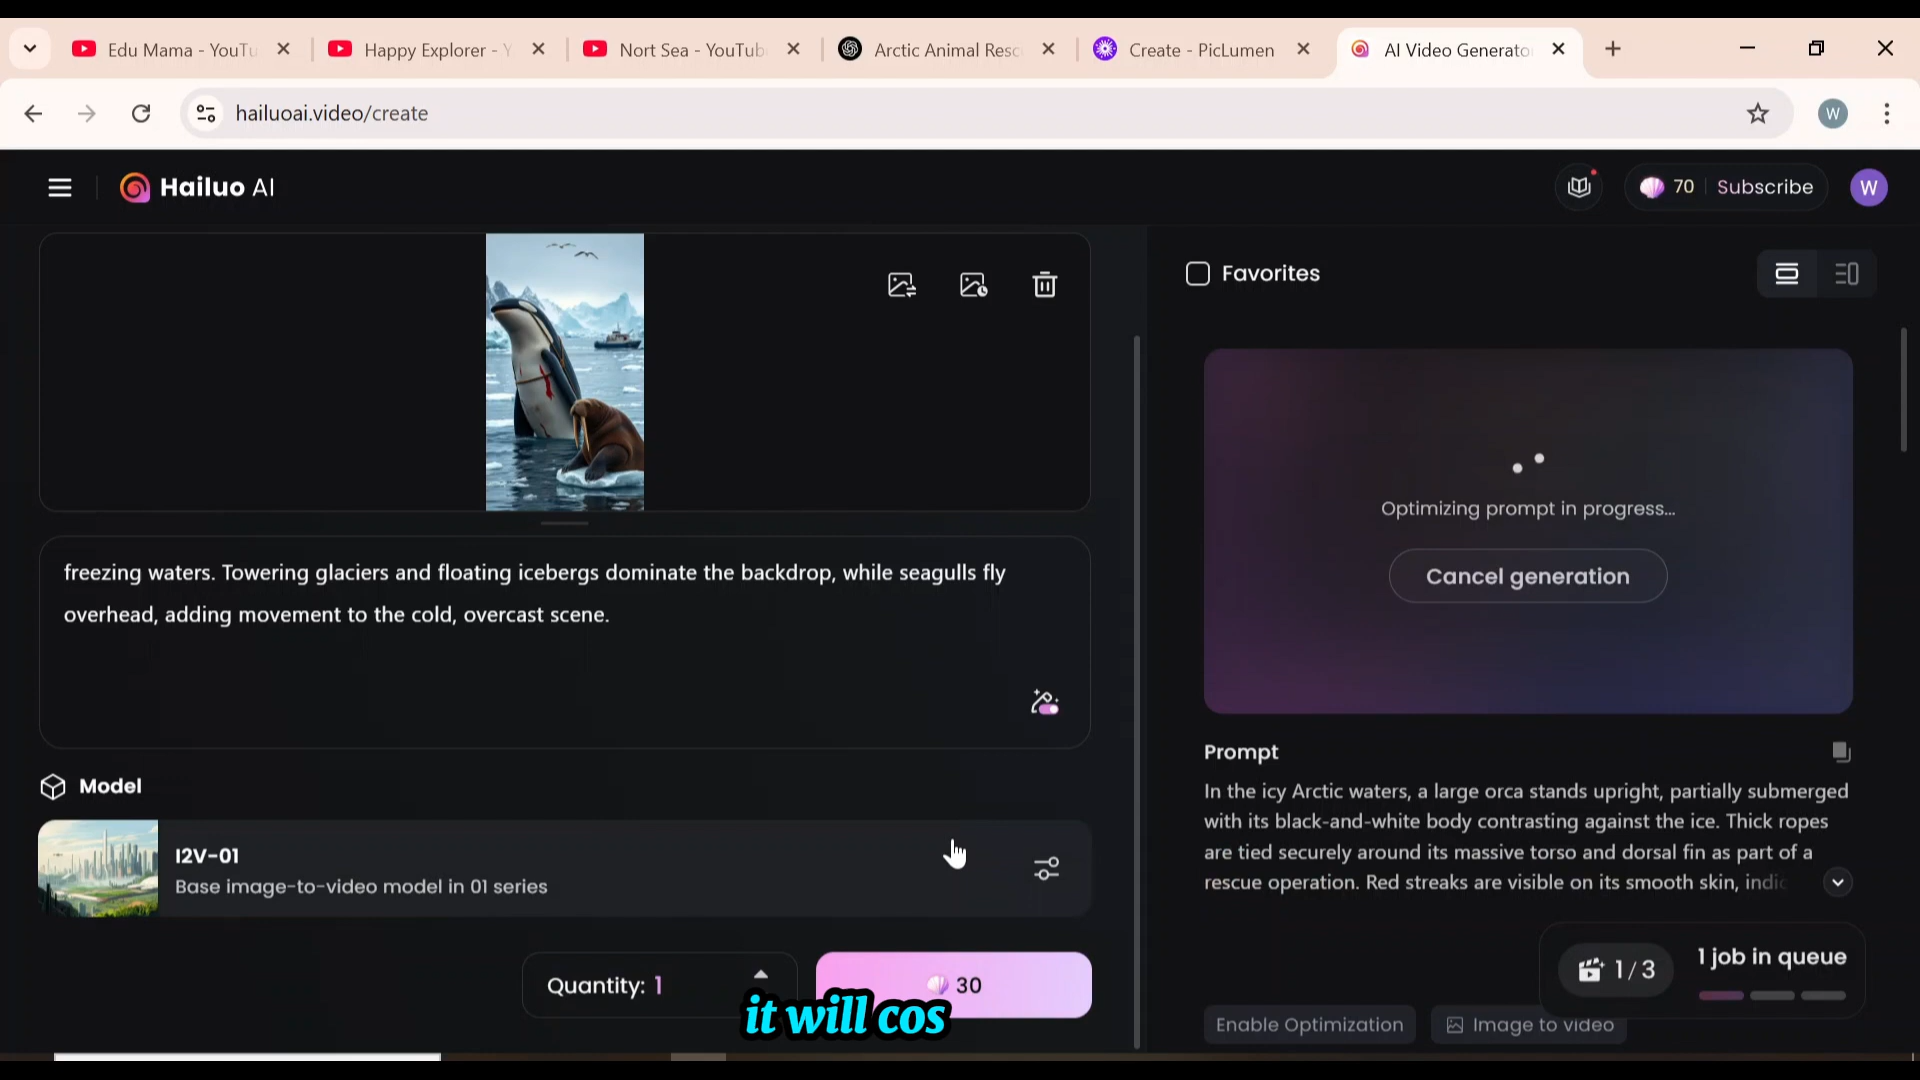 Edu Mama - YouTu
Happy Explorer - Y
Nort Sea - YouTub
Arctic Animal Resc
Create - PicLumen
AI Video Generato
hailuoai.video/create
W
Hailuo AI
70
Subscribe
W
Favorites
Optimizing prompt in progress...
Cancel generation
freezing waters. Towering glaciers and floating icebergs dominate the backdrop, while seagulls fly
overhead, adding movement to the cold, overcast scene.
Prompt
In the icy Arctic waters, a large orca stands upright, partially submerged
with its black-and-white body contrasting against the ice. Thick ropes
are tied securely around its massive torso and dorsal fin as part of a
rescue operation. Red streaks are visible on its smooth skin, indic
Model
I2V-01
Base image-to-video model in 01 series
1/3
1 job in queue
Quantity: 1
30
it will cos
Enable Optimization
Image to video